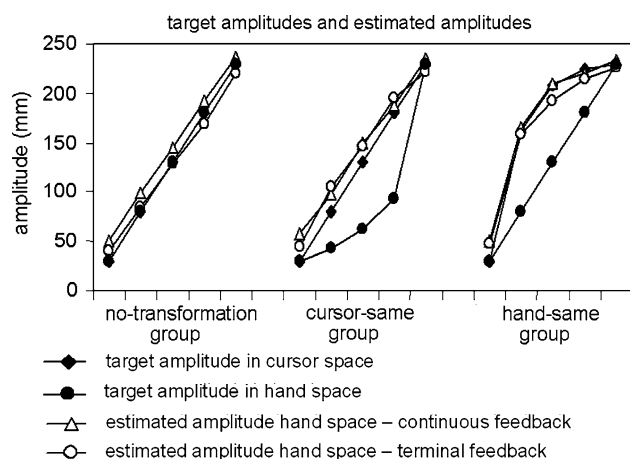 target amplitudes and estimated amplitudes
250
200
150
100
50
0
amplitude (mm)
no-transformation
group
cursor-same
group
hand-same
group
target amplitude in cursor space
target amplitude in hand space
estimated amplitude hand space – continuous feedback
estimated amplitude hand space – terminal feedback